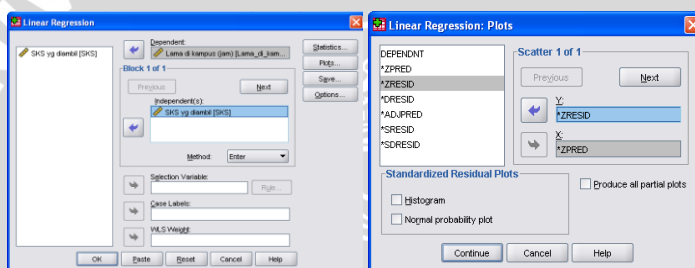 Linear Regression
SKS yg diambil [SKS]
Dependent:
Lama di kampus (jam) [Lama_di_kam...
Block 1 of 1
Previous
Next
Independent(s):
SKS yg diambil [SKS]
Method:
Enter
Selection Variable:
Rule...
Case Labels:
WLS Weight:
Statistics...
Plots...
Save...
Options...
OK
Paste
Reset
Cancel
Help
Linear Regression: Plots
DEPENDNT
*ZPRED
*ZRESID
*DRESID
*ADJPRED
*SRESID
*SDRESID
Scatter 1 of 1
Previous
Next
Y:
*ZRESID
X:
*ZPRED
Standardized Residual Plots
Histogram
Normal probability plot
Produce all partial plots
Continue
Cancel
Help